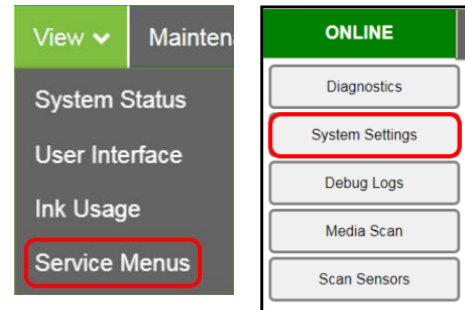 View Mainten
System Status
User Interface
Ink Usage
Service Menus
ONLINE
Diagnostics
System Settings
Debug Logs
Media Scan
Scan Sensors